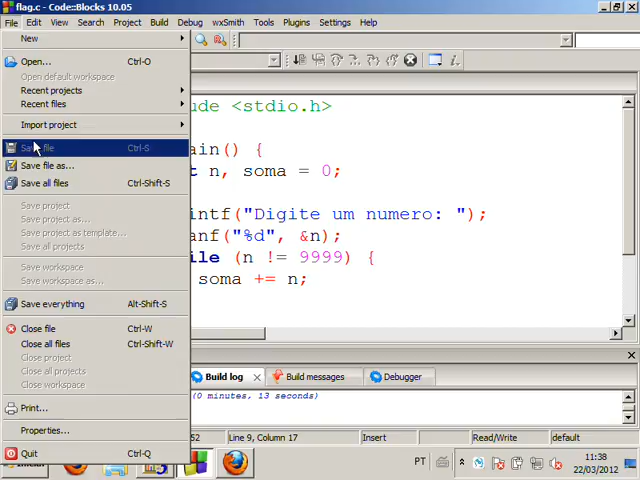 flag.c - Code::Blocks 10.05
File Edit View Search Project Build Debug wxSmith Tools Plugins Settings Help
New
Open... Ctrl-O
Open default workspace
Recent projects
Recent files
Import project
Save file Ctrl-S
Save file as...
Save all files Ctrl-Shift-S
Save project
Save project as...
Save project as template...
Save all projects
Save workspace
Save workspace as...
Save everything Alt-Shift-S
Close file Ctrl-W
Close all files Ctrl-Shift-W
Close project
Close all projects
Close workspace
Print...
Properties...
Quit Ctrl-Q
ude <stdio.h>
ain() {
t n, soma = 0;
intf("Digite um numero: ");
anf("%d", &n);
ile (n != 9999) {
soma += n;
Build log Build messages Debugger
(0 minutes, 13 seconds)
52 Line 9, Column 17 Insert Read/Write default
PT 11:38
22/03/2012